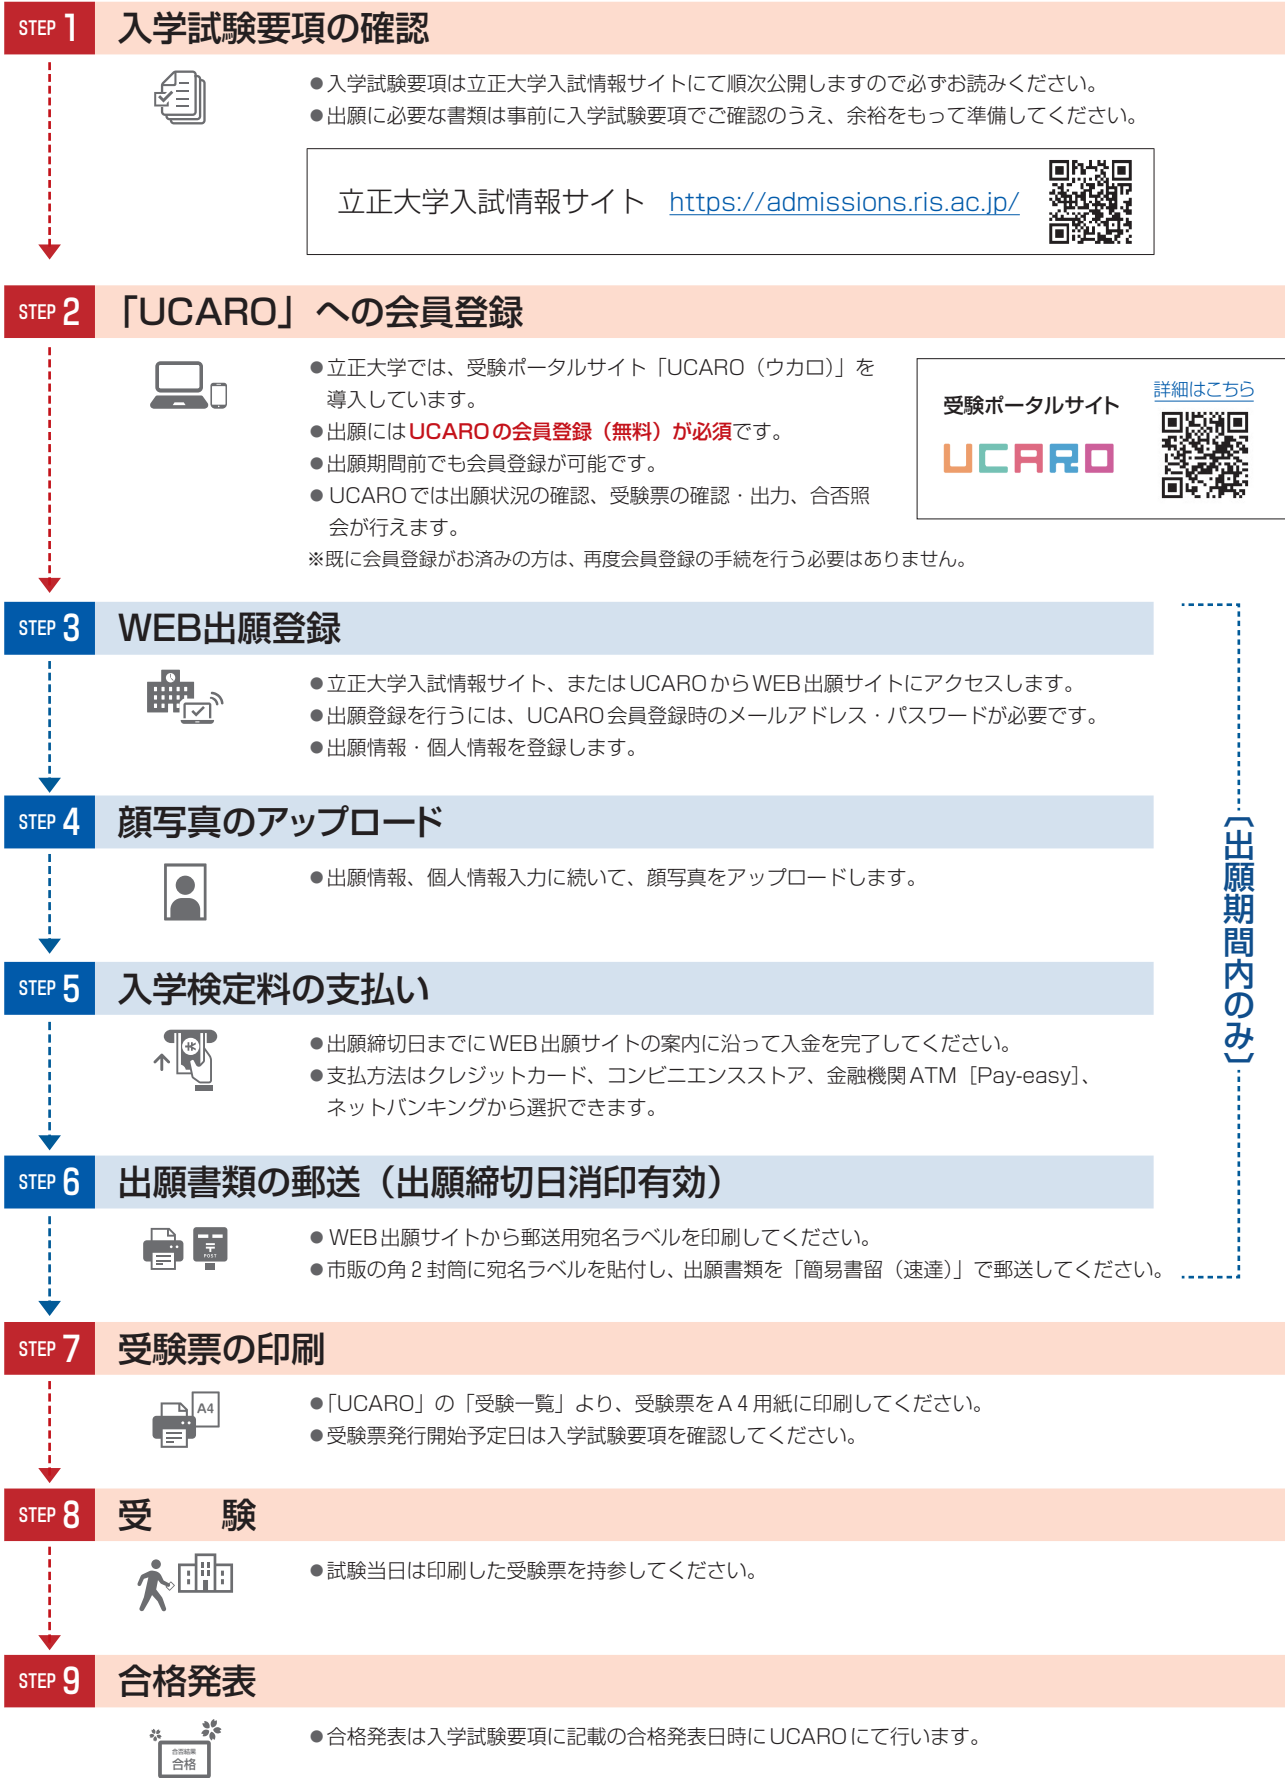 STEP 1 入学試験要項の確認
●入学試験要項は立正大学入試情報サイトにて順次公開しますので必ずお読みください。
●出願に必要な書類は事前に入学試験要項でご確認のうえ、余裕をもって準備してください。
立正大学入試情報サイト https://admissions.ris.ac.jp/
STEP 2 「UCARO」への会員登録
●立正大学では、受験ポータルサイト「UCARO（ウカロ）」を
導入しています。
●出願にはUCAROの会員登録（無料）が必須です。
●出願期間前でも会員登録が可能です。
●UCAROでは出願状況の確認、受験票の確認・出力、合否照
会が行えます。
※既に会員登録がお済みの方は、再度会員登録の手続を行う必要はありません。
受験ポータルサイト
UCARO
詳細はこちら
STEP 3 WEB出願登録
●立正大学入試情報サイト、またはUCAROからWEB出願サイトにアクセスします。
●出願登録を行うには、UCARO会員登録時のメールアドレス・パスワードが必要です。
●出願情報・個人情報を登録します。
STEP 4 顔写真のアップロード
●出願情報、個人情報入力に続いて、顔写真をアップロードします。
STEP 5 入学検定料の支払い
●出願締切日までにWEB出願サイトの案内に沿って入金を完了してください。
●支払方法はクレジットカード、コンビニエンスストア、金融機関ATM［Pay-easy］、
ネットバンキングから選択できます。
STEP 6 出願書類の郵送（出願締切日消印有効）
POST
●WEB出願サイトから郵送用宛名ラベルを印刷してください。
●市販の角2封筒に宛名ラベルを貼付し、出願書類を「簡易書留（速達）」で郵送してください。
〔出願期間内のみ〕
STEP 7 受験票の印刷
A4
●「UCARO」の「受験一覧」より、受験票をA4用紙に印刷してください。
●受験票発行開始予定日は入学試験要項を確認してください。
STEP 8 受　験
●試験当日は印刷した受験票を持参してください。
STEP 9 合格発表
合否結果
合格
●合格発表は入学試験要項に記載の合格発表日時にUCAROにて行います。